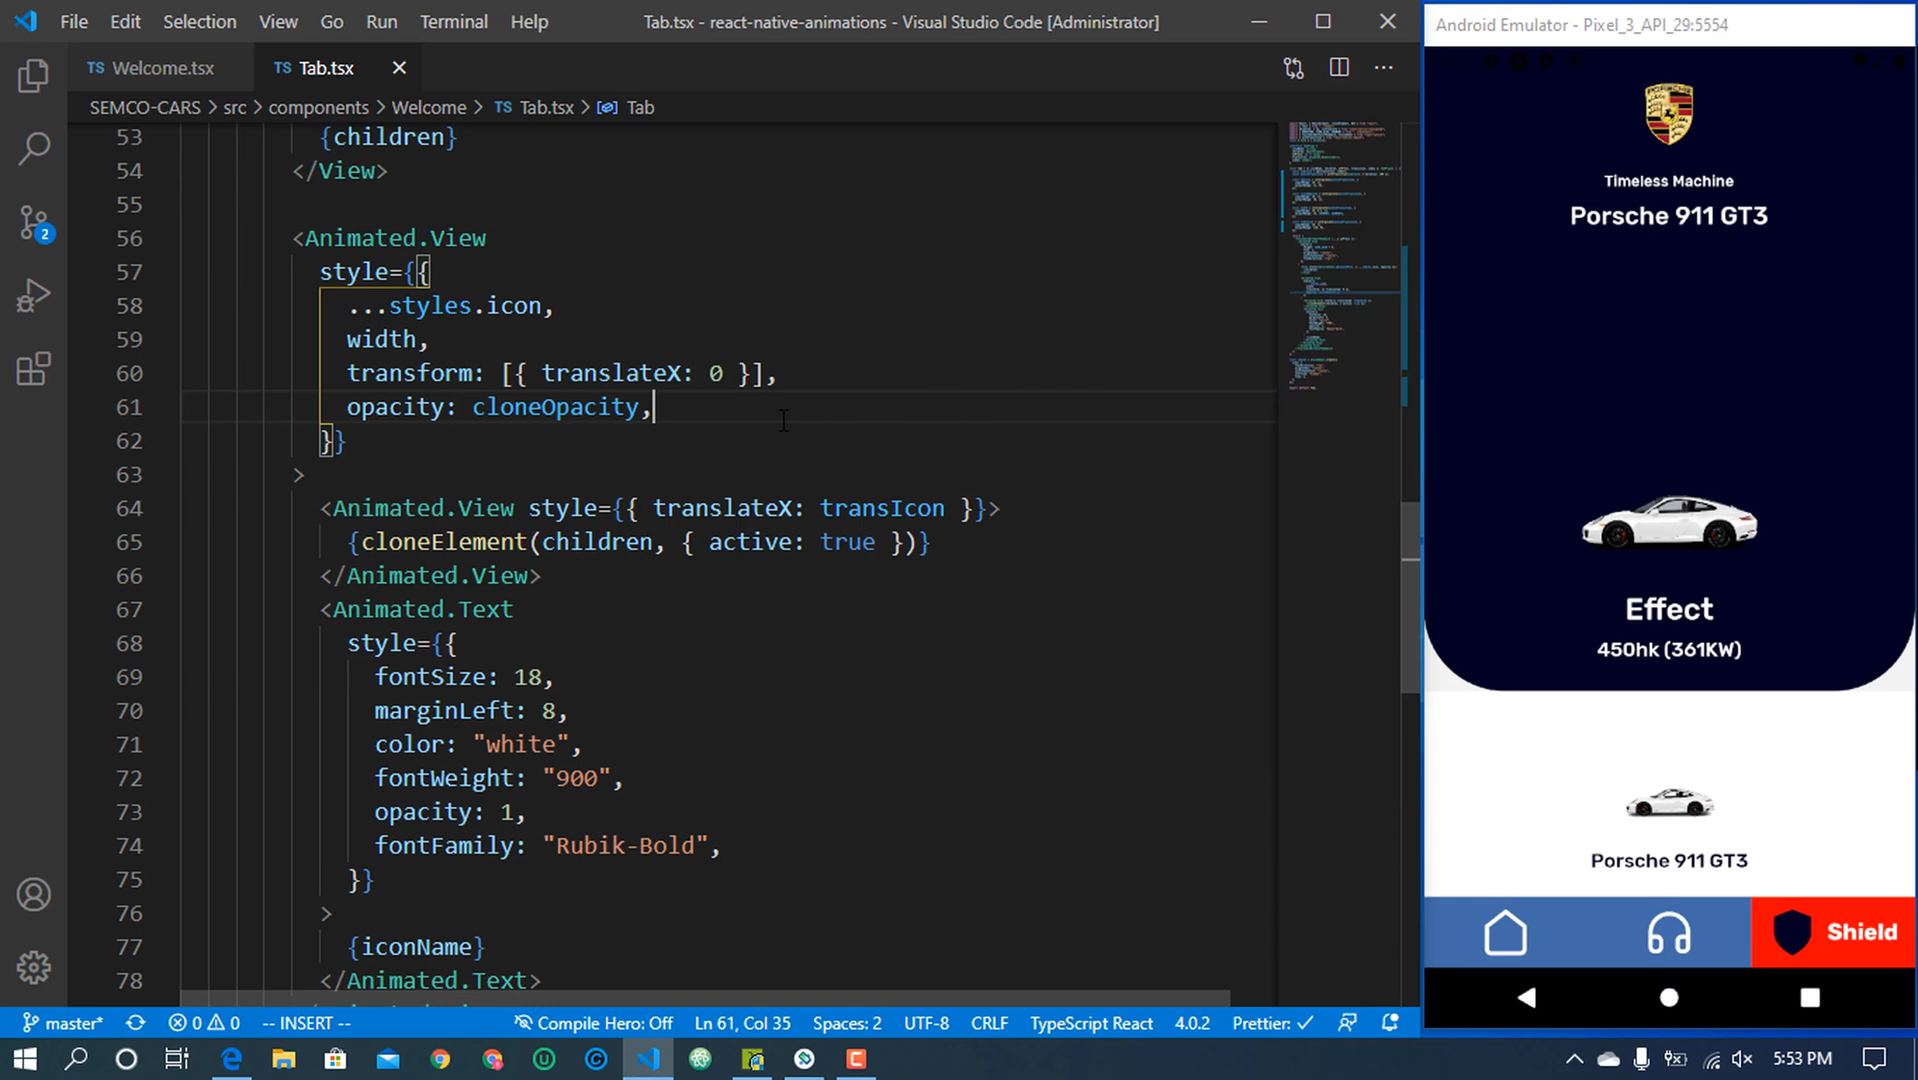 File Edit Selection View Go Run Terminal Help
Tab.tsx - react-native-animations - Visual Studio Code [Administrator]
TS Welcome.tsx
TS Tab.tsx
SEMCO-CARS > src > components > Welcome > TS Tab.tsx > Tab
53 {children}
54 </View>
55
56 <Animated.View
57 style={{
58 ...styles.icon,
59 width,
60 transform: [{ translateX: 0 }],
61 opacity: cloneOpacity,
62 }}
63 >
64 <Animated.View style={{ translateX: transIcon }}>
65 {cloneElement(children, { active: true })}
66 </Animated.View>
67 <Animated.Text
68 style={{
69 fontSize: 18,
70 marginLeft: 8,
71 color: "white",
72 fontWeight: "900",
73 opacity: 1,
74 fontFamily: "Rubik-Bold",
75 }}
76 >
77 {iconName}
78 </Animated.Text>
2
master* 0 0 -- INSERT -- Compile Hero: Off Ln 61, Col 35 Spaces: 2 UTF-8 CRLF TypeScript React 4.0.2 Prettier: ✓
Android Emulator - Pixel_3_API_29:5554
Timeless Machine
Porsche 911 GT3
Effect
450hk (361KW)
Porsche 911 GT3
Shield
5:53 PM